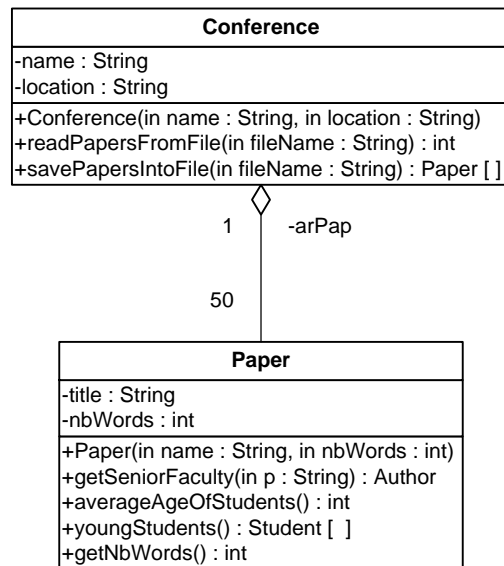 Conference
-name : String
-location : String
+Conference(in name : String, in location : String)
+readPapersFromFile(in fileName : String) : int
+savePapersIntoFile(in fileName : String) : Paper [ ]
1 -arPap
50
Paper
-title : String
-nbWords : int
+Paper(in name : String, in nbWords : int)
+getSeniorFaculty(in p : String) : Author
+averageAgeOfStudents() : int
+youngStudents() : Student [  ]
+getNbWords() : int